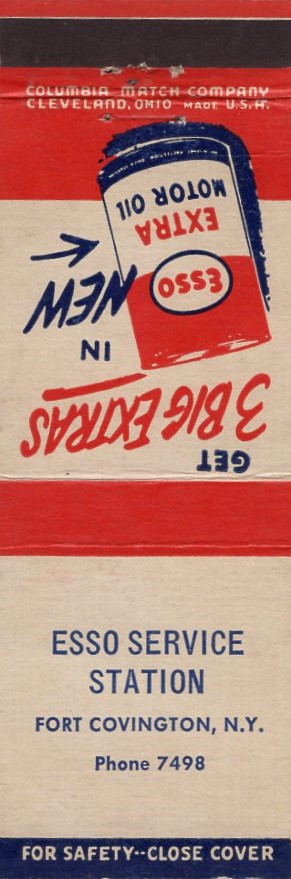 COLUMBIA MATCH COMPANY
CLEVELAND, OHIO MADE U.S.A.
GET
3 BIG EXTRAS
IN
NEW
ESSO
EXTRA
MOTOR OIL
ESSO SERVICE
STATION
FORT COVINGTON, N.Y.
Phone 7498
FOR SAFETY--CLOSE COVER